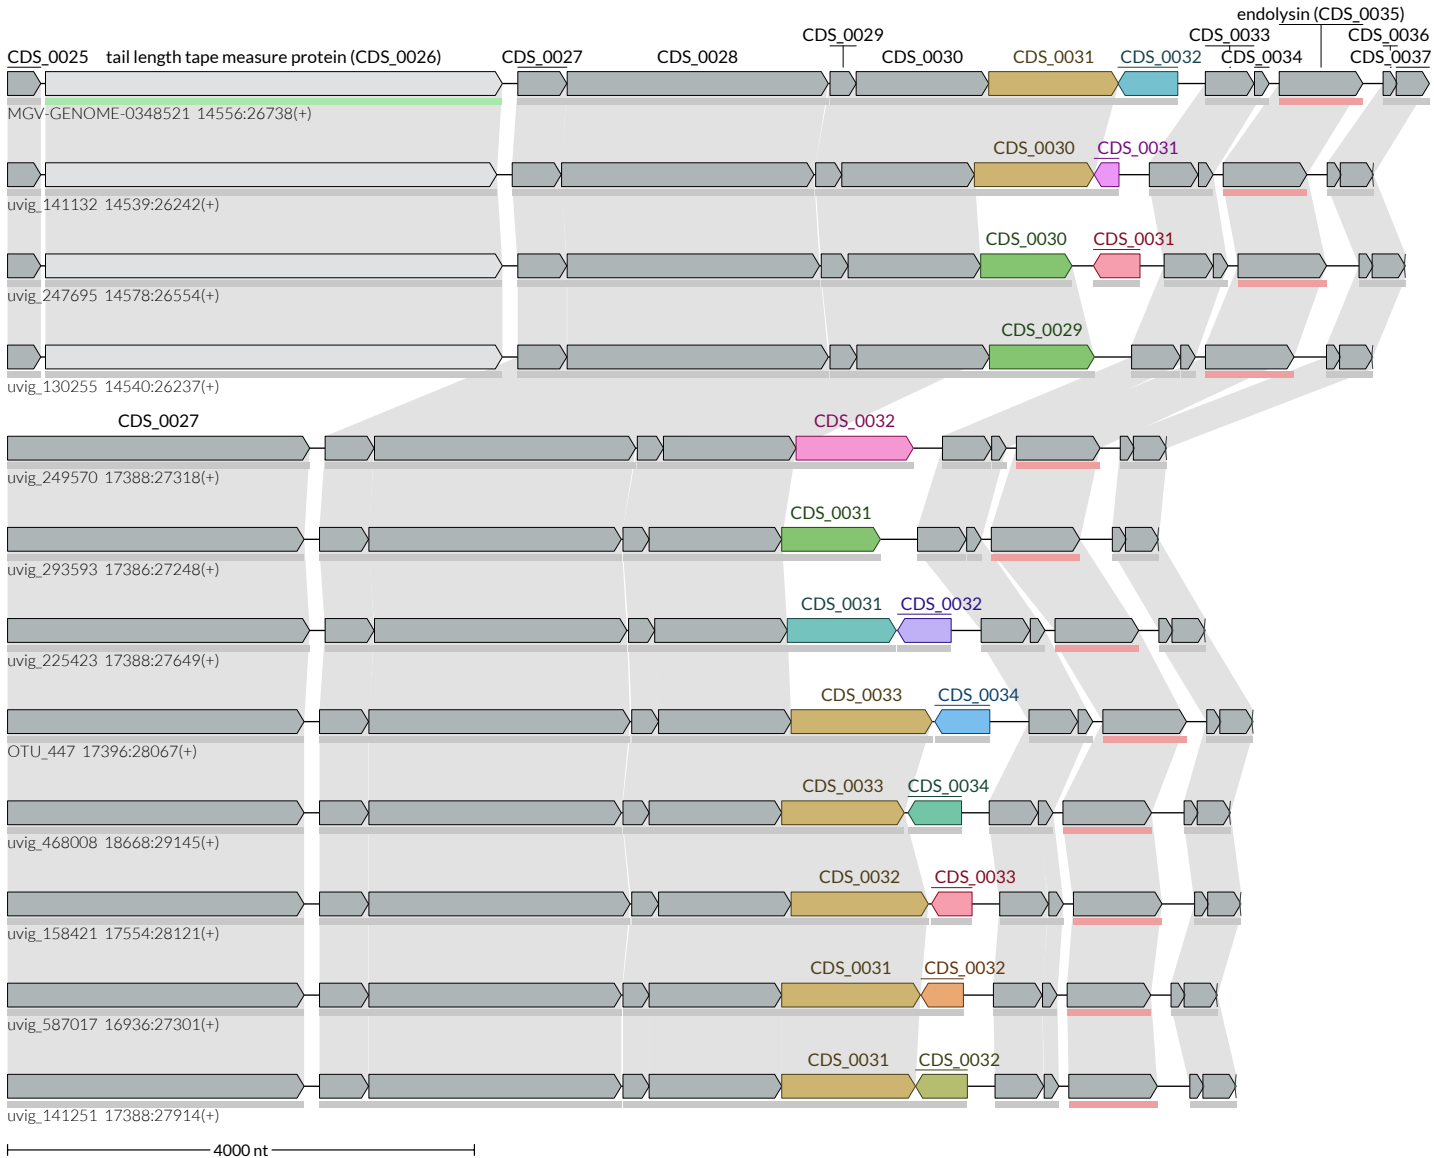 endolysin (CDS_0035)
CDS_0029 CDS_0033 CDS_0036
CDS_0025 tail length tape measure protein (CDS_0026) CDS_0027 CDS_0028 CDS_0030 CDS_0031 CDS_0032 CDS_0034 CDS_0037
MGV-GENOME-0348521 14556:26738(+)
CDS_0030 CDS_0031
uvig_141132 14539:26242(+)
CDS_0030 CDS_0031
uvig_247695 14578:26554(+)
CDS_0029
uvig_130255 14540:26237(+)
CDS_0027 CDS_0032
uvig_249570 17388:27318(+)
CDS_0031
uvig_293593 17386:27248(+)
CDS_0031 CDS_0032
uvig_225423 17388:27649(+)
CDS_0033 CDS_0034
OTU_447 17396:28067(+)
CDS_0033 CDS_0034
uvig_468008 18668:29145(+)
CDS_0032 CDS_0033
uvig_158421 17554:28121(+)
CDS_0031 CDS_0032
uvig_587017 16936:27301(+)
CDS_0031 CDS_0032
uvig_141251 17388:27914(+)
4000 nt